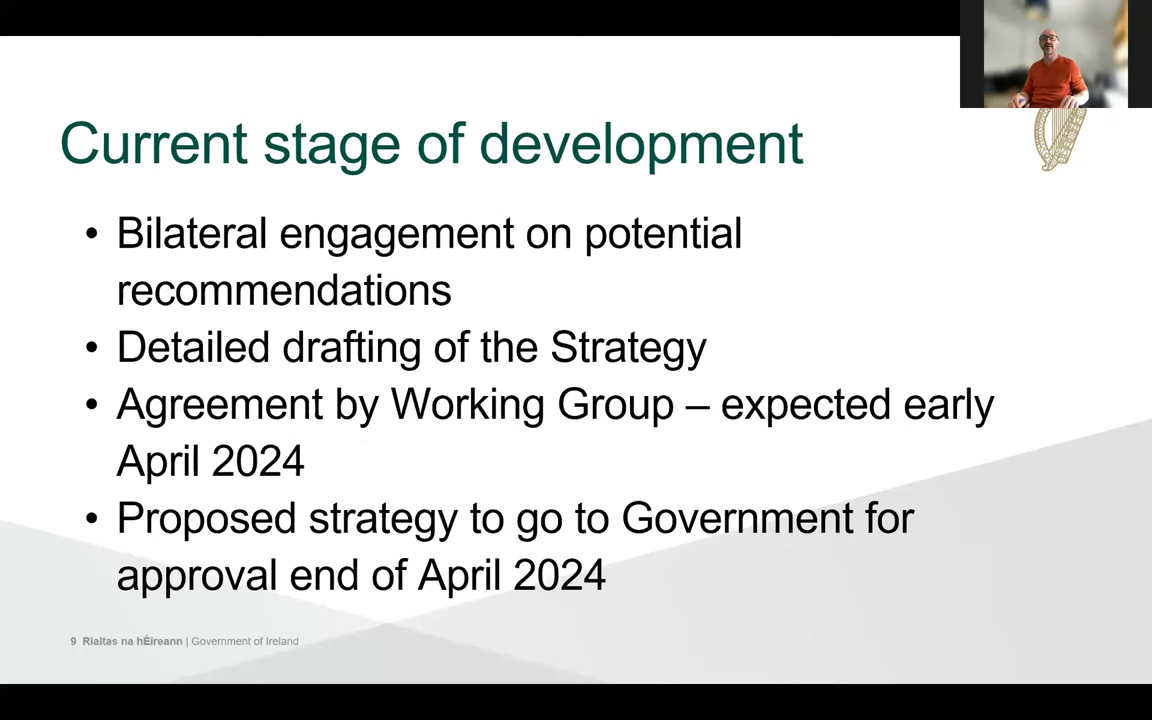 Current stage of development
• Bilateral engagement on potential
recommendations
• Detailed drafting of the Strategy
• Agreement by Working Group – expected early
April 2024
• Proposed strategy to go to Government for
approval end of April 2024
9 Rialtas na hÉireann | Government of Ireland